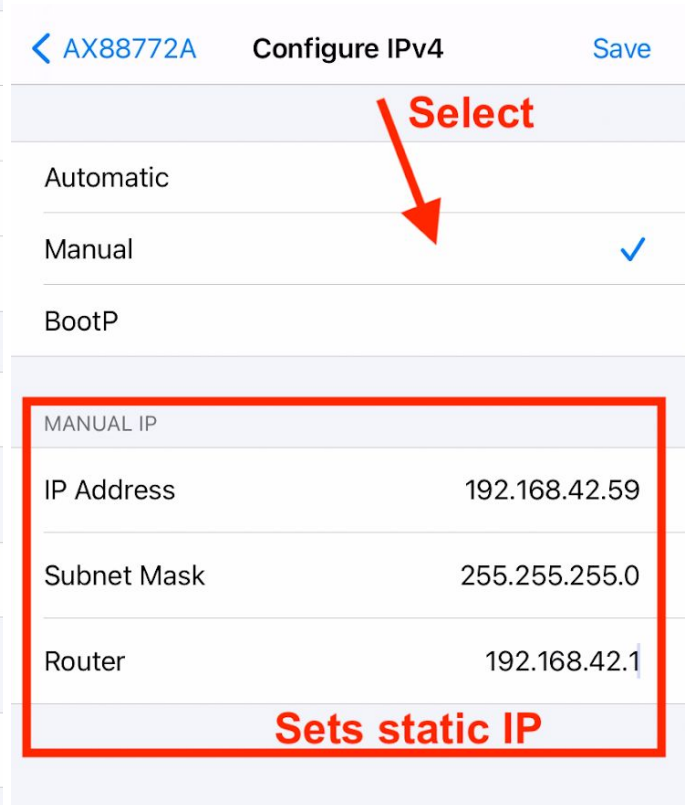 AX88772A Configure IPv4 Save
Select
Automatic
Manual
BootP
MANUAL IP
IP Address 192.168.42.59
Subnet Mask 255.255.255.0
Router 192.168.42.1
Sets static IP